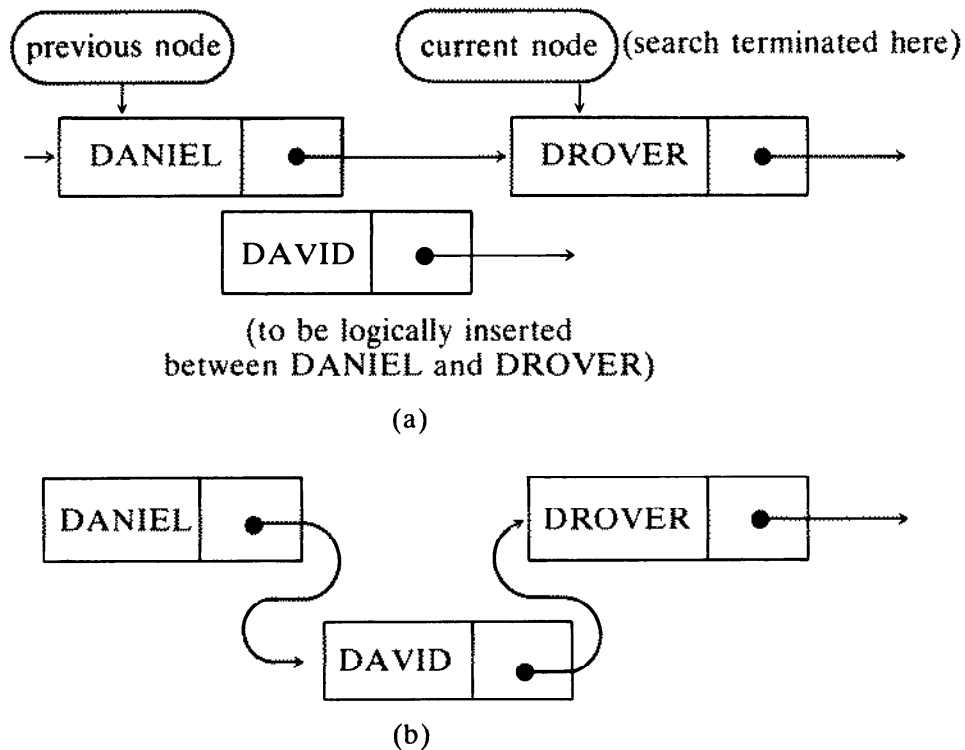 previous node
current node (search terminated here)
DANIEL
DROVER
DAVID
(to be logically inserted
between DANIEL and DROVER)
(a)
DANIEL
DROVER
DAVID
(b)